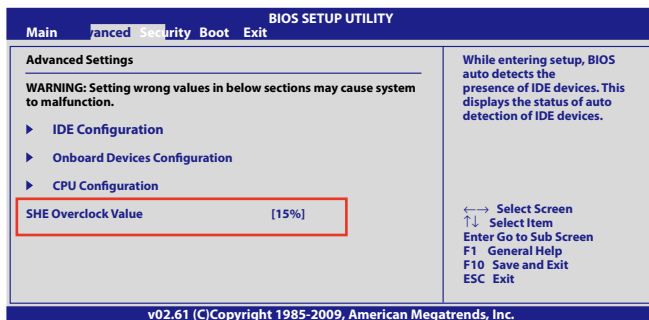 BIOS SETUP UTILITY
Main Advanced Security Boot Exit
Advanced Settings
WARNING: Setting wrong values in below sections may cause system
to malfunction.
IDE Configuration
Onboard Devices Configuration
CPU Configuration
SHE Overclock Value [15%]
While entering setup, BIOS
auto detects the
presence of IDE devices. This
displays the status of auto
detection of IDE devices.
←→ Select Screen
↑↓ Select Item
Enter Go to Sub Screen
F1 General Help
F10 Save and Exit
ESC Exit
v02.61 (C)Copyright 1985-2009, American Megatrends, Inc.